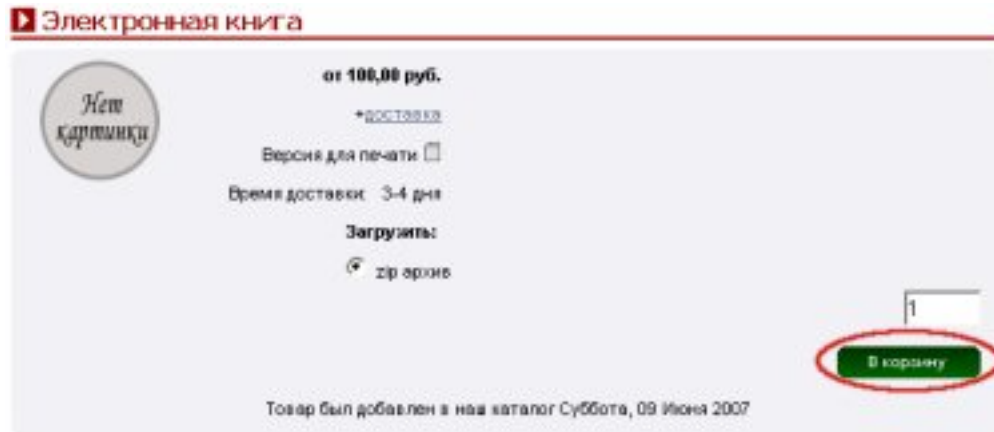 Электронная книга
от 100,00 руб.
Нет
картинки
+доставка
Версия для печати
Время доставки: 3-4 дня
Загрузить:
zip архив
1
В корзину
Товар был добавлен в наш каталог Суббота, 09 Июня 2007